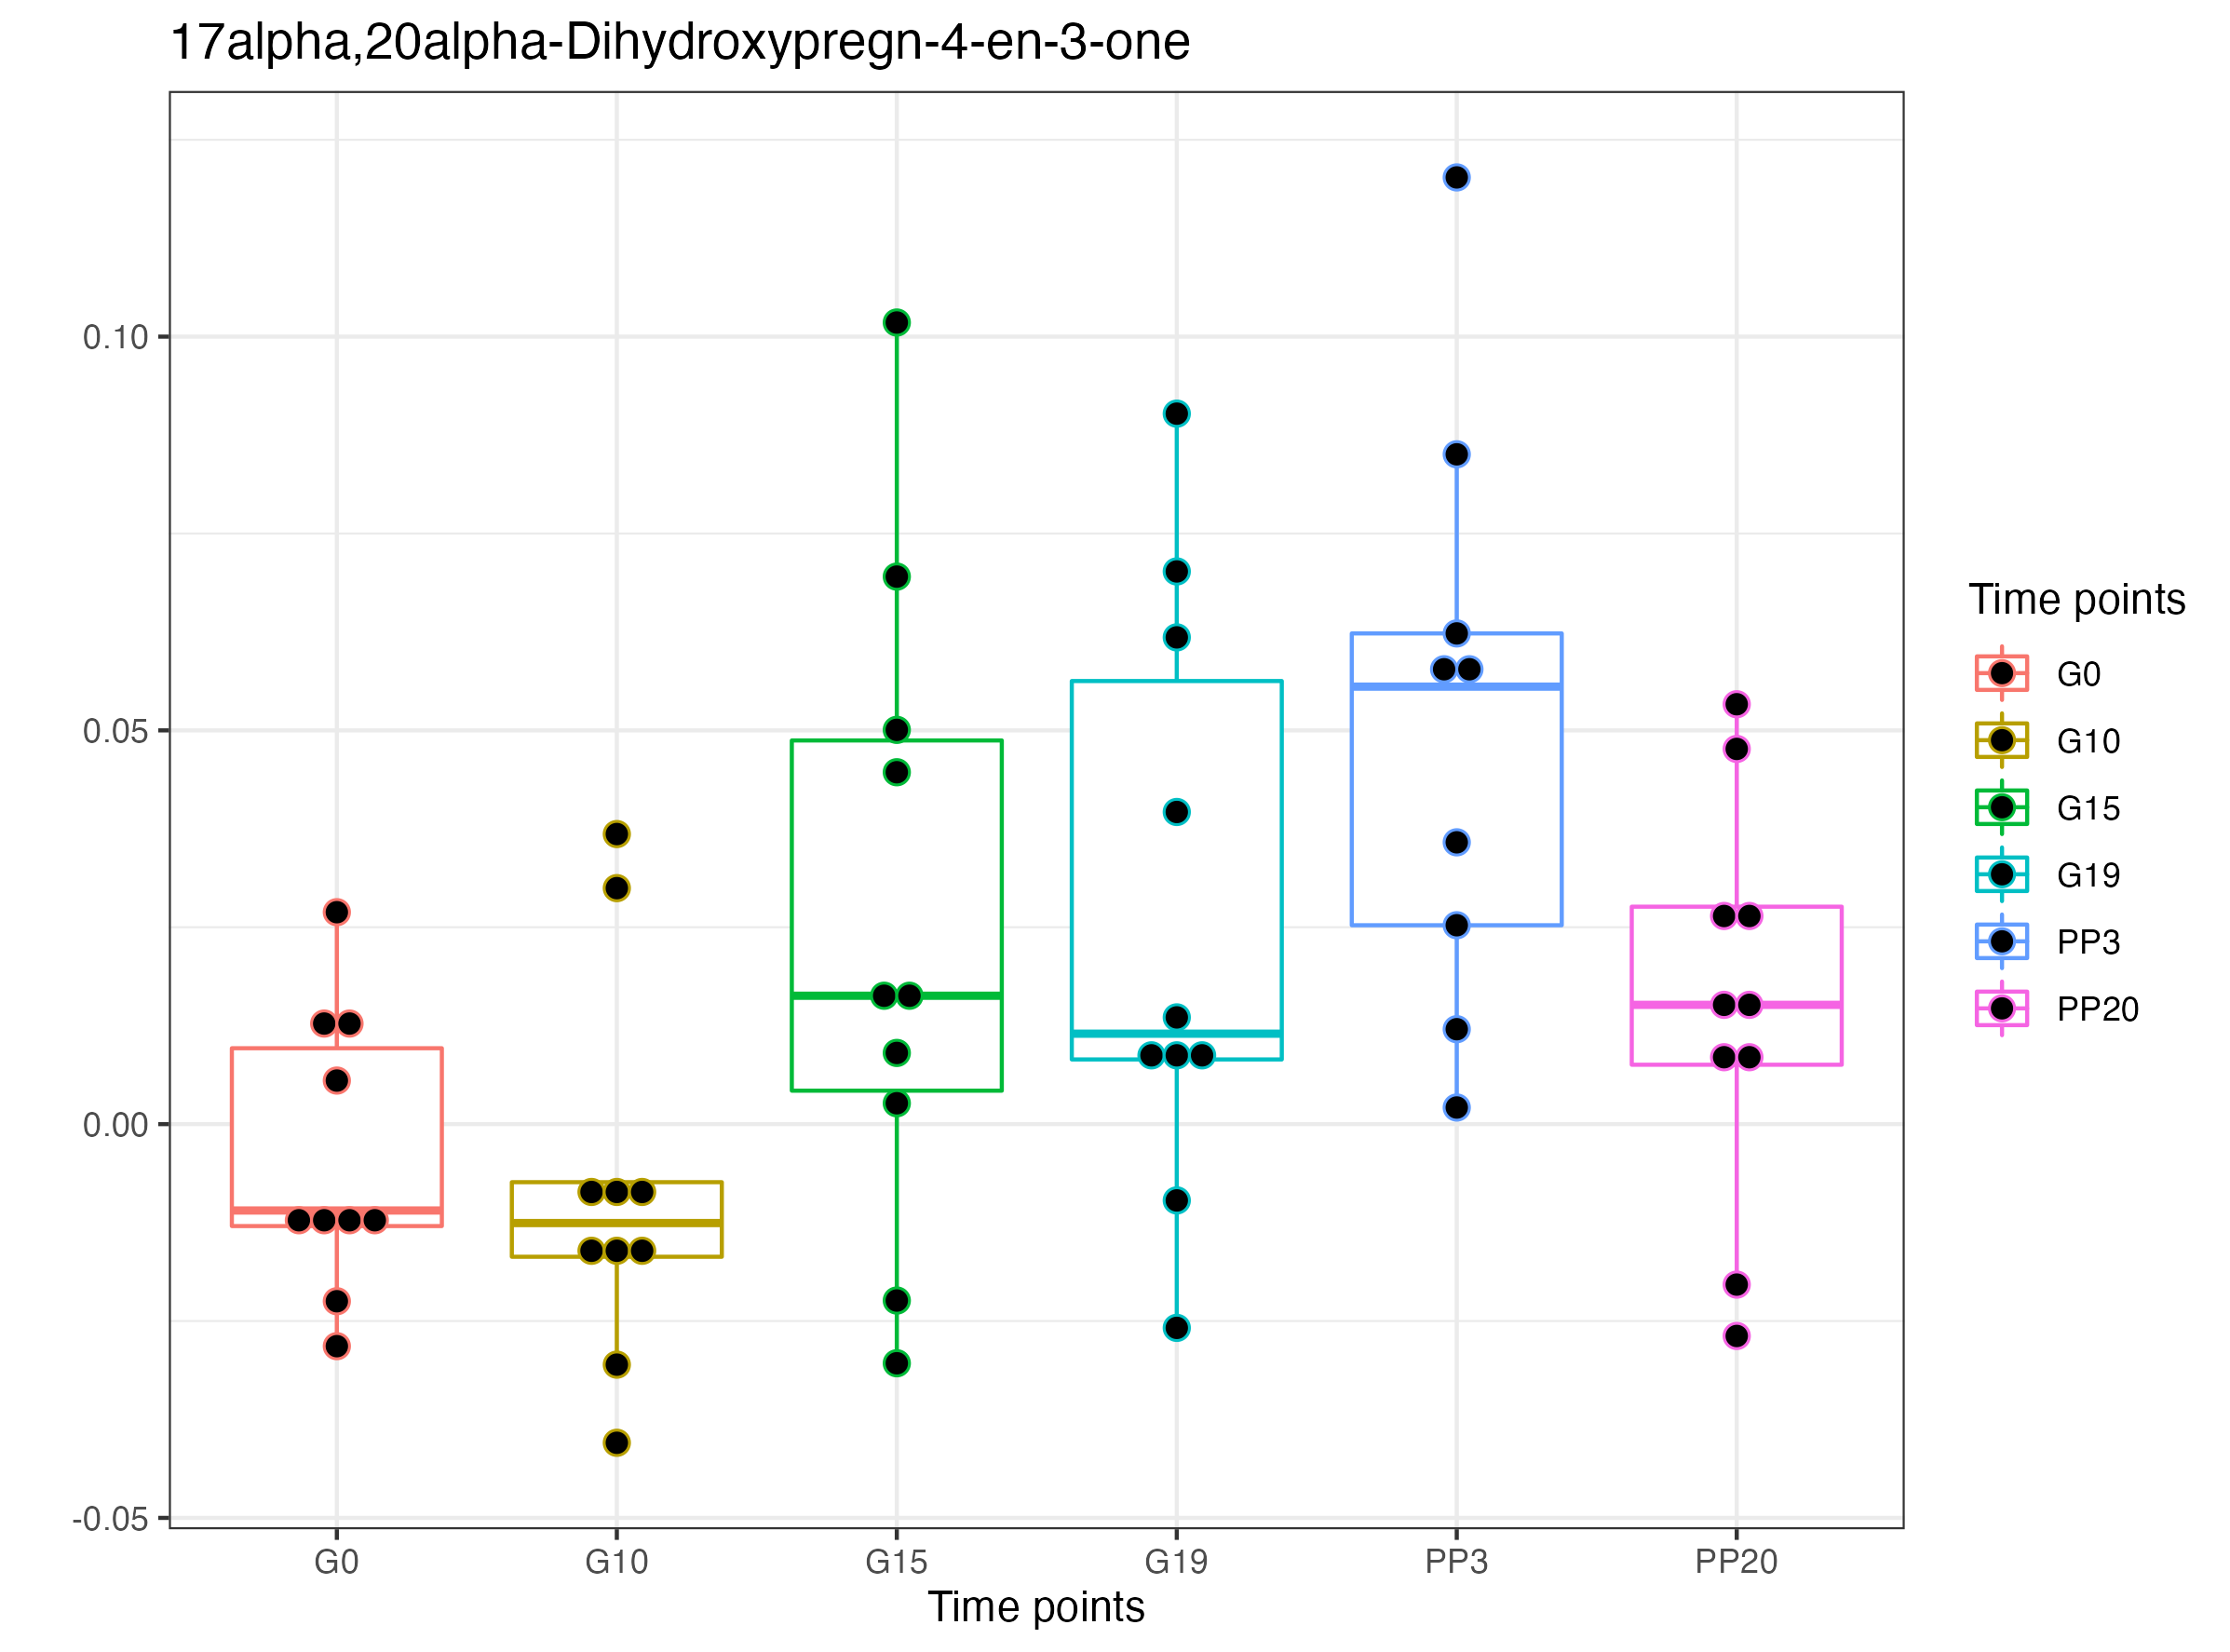 17alpha,20alpha-Dihydroxypregn-4-en-3-one
0.10
0.05
0.00
-0.05
G0
G10
G15
G19
PP3
PP20
Time points
Time points
G0
G10
G15
G19
PP3
PP20